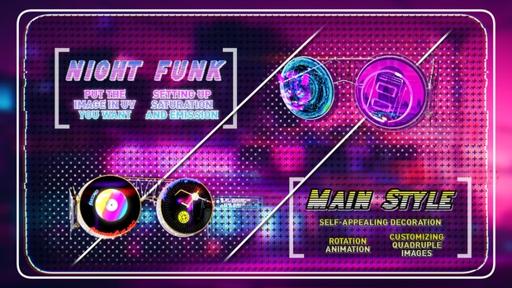 NIGHT FUNK
PUT THE
IMAGE IN UV
YOU WANT
SETTING UP
SATURATION
AND EMISSION
MAIN STYLE
SELF-APPEALING DECORATION
ROTATION
ANIMATION
CUSTOMIZING
QUADRUPLE
IMAGES